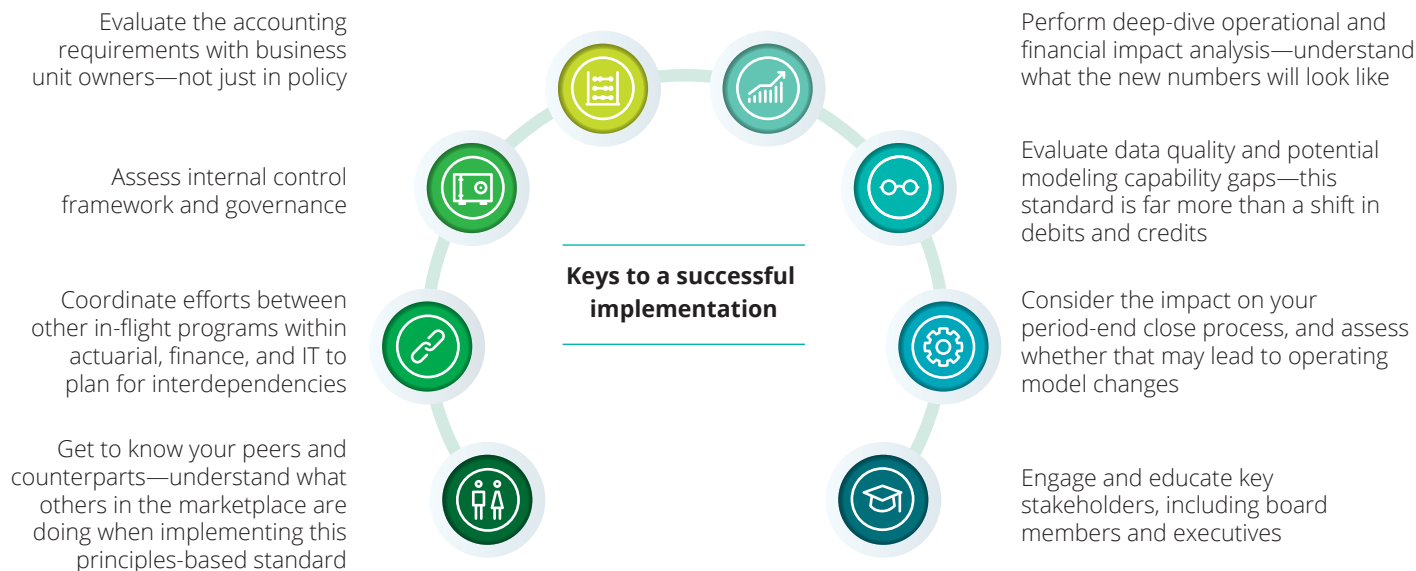 Evaluate the accounting
requirements with business
unit owners—not just in policy
Assess internal control
framework and governance
Coordinate efforts between
other in-flight programs within
actuarial, finance, and IT to
plan for interdependencies
Get to know your peers and
counterparts—understand what
others in the marketplace are
doing when implementing this
principles-based standard
Keys to a successful
implementation
Perform deep-dive operational and
financial impact analysis—understand
what the new numbers will look like
Evaluate data quality and potential
modeling capability gaps—this
standard is far more than a shift in
debits and credits
Consider the impact on your
period-end close process, and assess
whether that may lead to operating
model changes
Engage and educate key
stakeholders, including board
members and executives